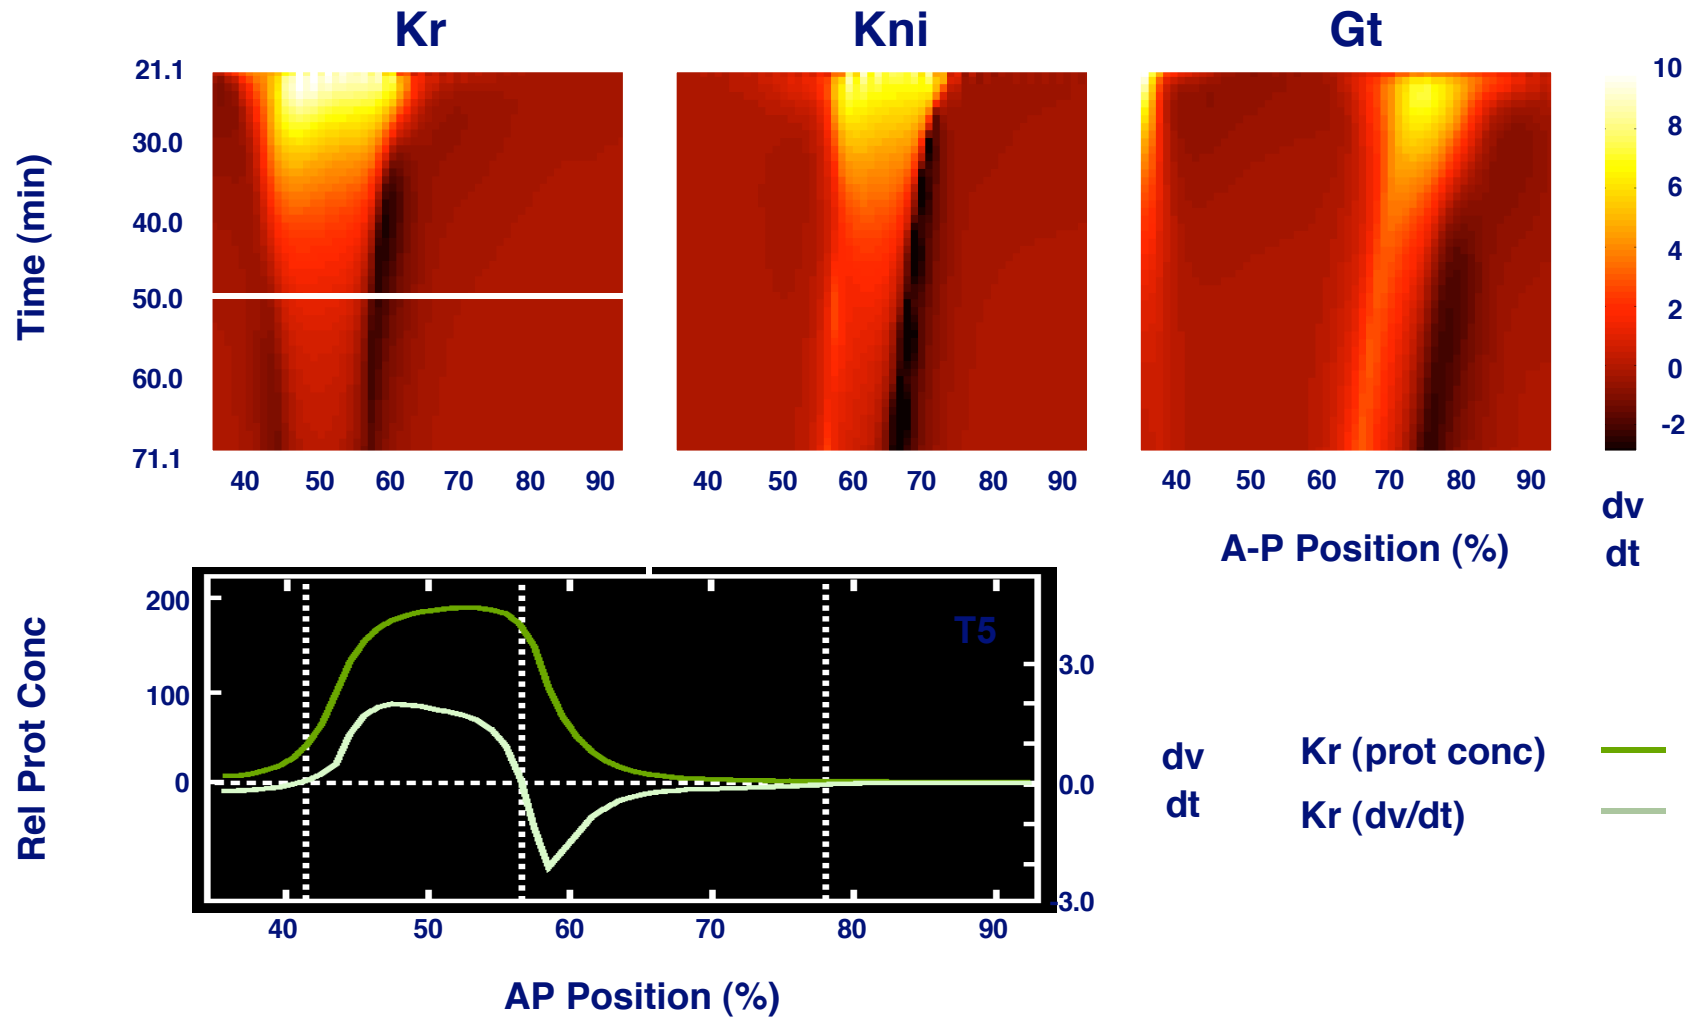 Kr Kni Gt
Time (min)
21.1
30.0
40.0
50.0
60.0
71.1
10
8
6
4
2
0
-2
40 50 60 70 80 90
40 50 60 70 80 90
40 50 60 70 80 90
dv
dt
A-P Position (%)
Rel Prot Conc
200
100
0
T5
3.0
0.0
-3.0
40 50 60 70 80 90
AP Position (%)
dv
dt
Kr (prot conc)
Kr (dv/dt)